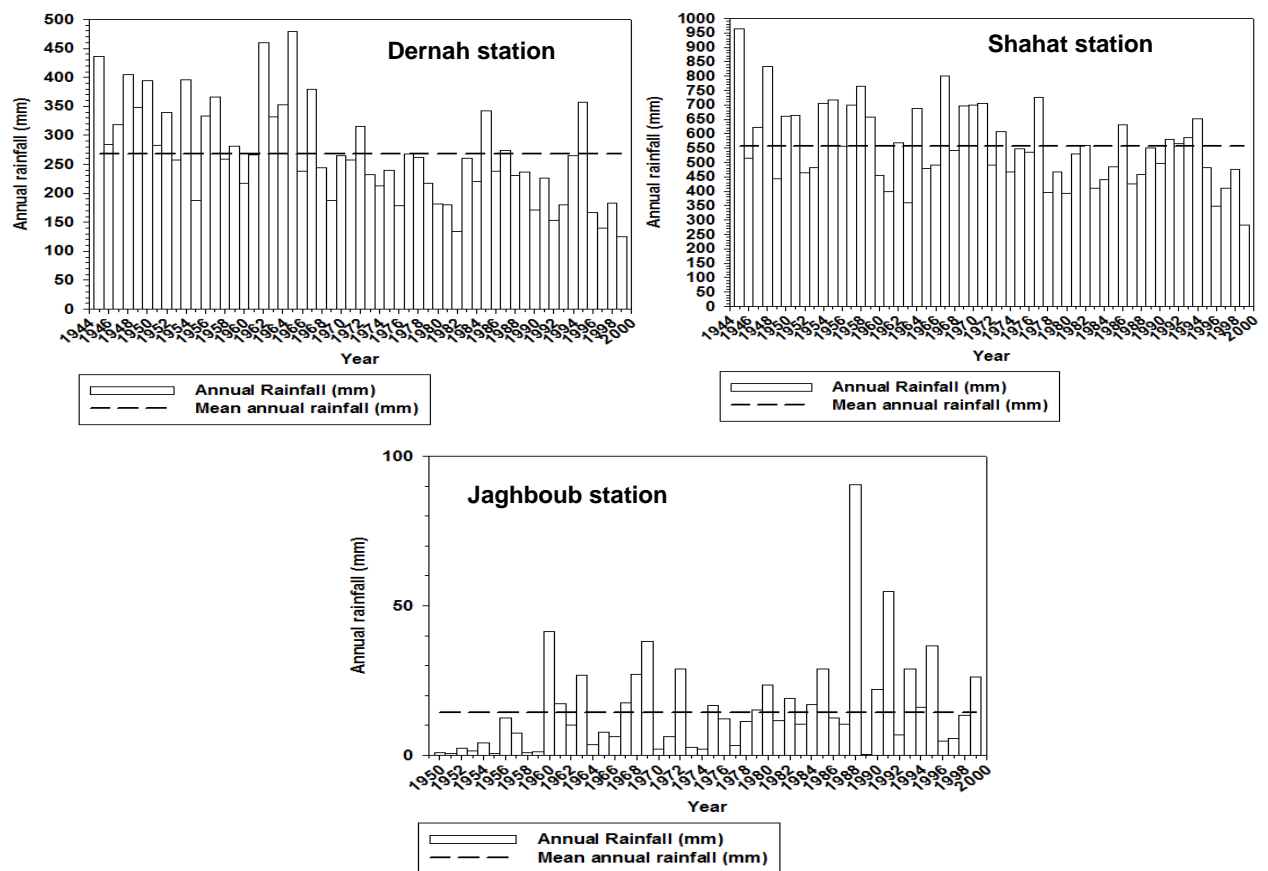 Dernah station
Annual rainfall (mm)
500
450
400
350
300
250
200
150
100
50
0
1944 1946 1948 1950 1952 1954 1956 1958 1960 1962 1964 1966 1968 1970 1972 1974 1976 1978 1980 1982 1984 1986 1988 1990 1992 1994 1996 1998 2000
Year
Annual Rainfall (mm)
Mean annual rainfall (mm)
Shahat station
Annual rainfall (mm)
1000
950
900
850
800
750
700
650
600
550
500
450
400
350
300
250
200
150
100
50
0
1944 1946 1948 1950 1952 1954 1956 1958 1960 1962 1964 1966 1968 1970 1972 1974 1976 1978 1980 1982 1984 1986 1988 1990 1992 1994 1996 1998 2000
Year
Annual Rainfall (mm)
Mean annual rainfall (mm)
Jaghboub station
Annual rainfall (mm)
100
50
0
1950 1952 1954 1956 1958 1960 1962 1964 1966 1968 1970 1972 1974 1976 1978 1980 1982 1984 1986 1988 1990 1992 1994 1996 1998 2000
Year
Annual Rainfall (mm)
Mean annual rainfall (mm)